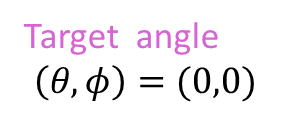 Target angle
(θ, ϕ) = (0,0)